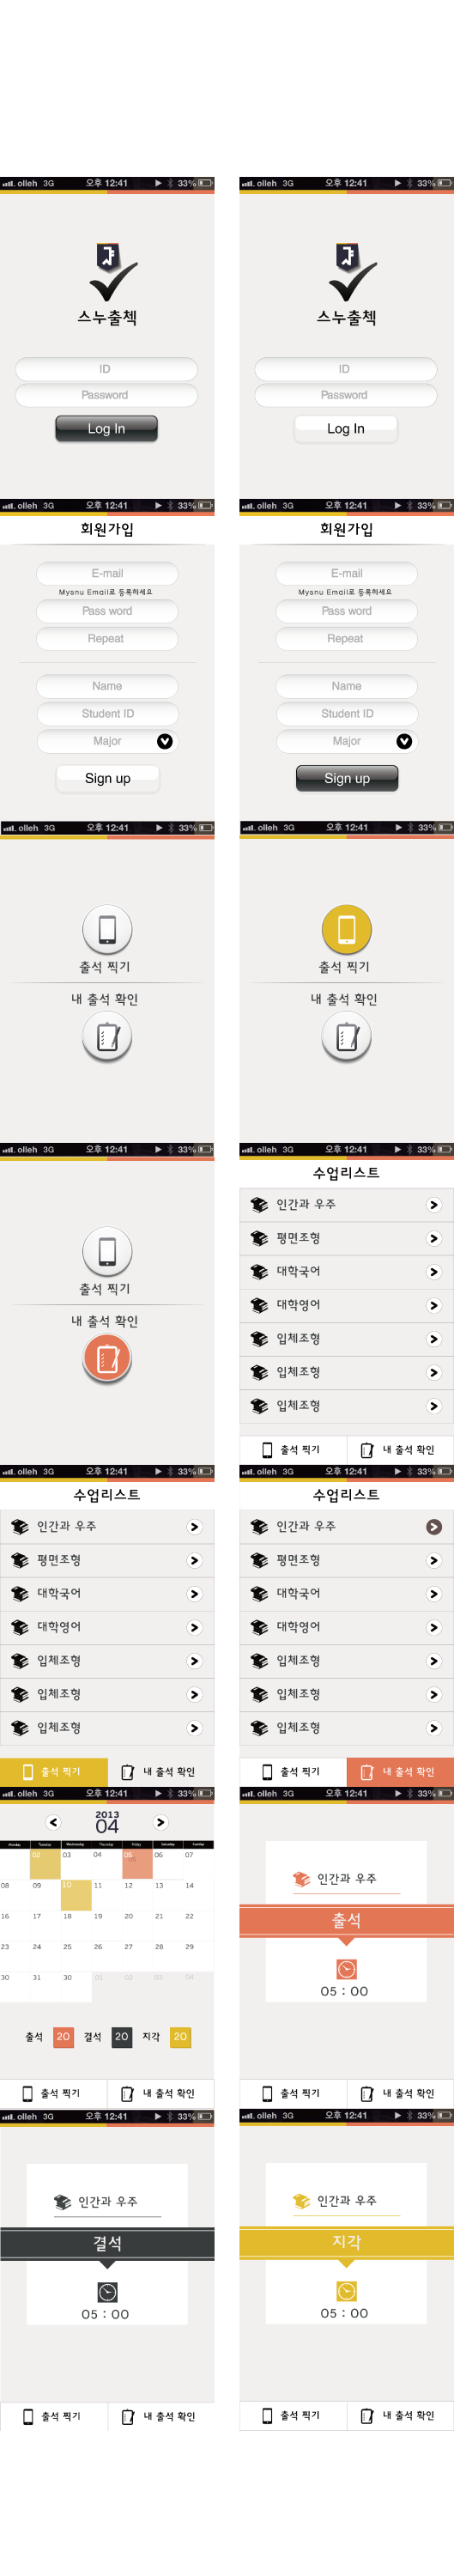 olleh 3G 오후 12:41 33%
스누출첵
ID
Password
Log In
olleh 3G 오후 12:41 33%
스누출첵
ID
Password
Log In
olleh 3G 오후 12:41 33%
회원가입
E-mail
Mysnu Email로 등록하세요
Pass word
Repeat
Name
Student ID
Major
Sign up
olleh 3G 오후 12:41 33%
회원가입
E-mail
Mysnu Email로 등록하세요
Pass word
Repeat
Name
Student ID
Major
Sign up
olleh 3G 오후 12:41 33%
출석 찍기
내 출석 확인
olleh 3G 오후 12:41 33%
출석 찍기
내 출석 확인
olleh 3G 오후 12:41 33%
출석 찍기
내 출석 확인
olleh 3G 오후 12:41 33%
수업리스트
인간과 우주
평면조형
대학국어
대학영어
입체조형
입체조형
입체조형
출석 찍기 내 출석 확인
olleh 3G 오후 12:41 33%
수업리스트
인간과 우주
평면조형
대학국어
대학영어
입체조형
입체조형
입체조형
출석 찍기 내 출석 확인
olleh 3G 오후 12:41 33%
수업리스트
인간과 우주
평면조형
대학국어
대학영어
입체조형
입체조형
입체조형
출석 찍기 내 출석 확인
olleh 3G 오후 12:41 33%
2013
04
Monday Tuesday Wednesday Thursday Friday Saturday Sunday
02 03 04 05 06 07
08 09 10 11 12 13 14
16 17 18 19 20 21 22
23 24 25 26 27 28 29
30 31 30 01 02 03 04
출석 20 결석 20 지각 20
출석 찍기 내 출석 확인
olleh 3G 오후 12:41 33%
인간과 우주
출석
05 : 00
출석 찍기 내 출석 확인
olleh 3G 오후 12:41 33%
인간과 우주
결석
05 : 00
출석 찍기 내 출석 확인
olleh 3G 오후 12:41 33%
인간과 우주
지각
05 : 00
출석 찍기 내 출석 확인